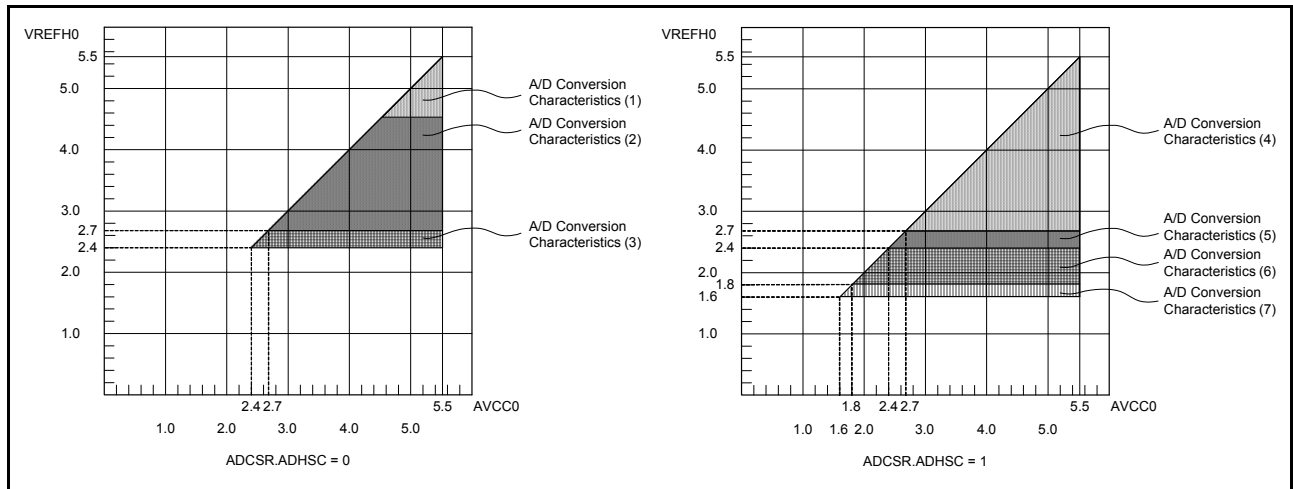 VREFH0
5.5
5.0
4.0
3.0
2.7
2.4
2.0
1.0
A/D Conversion
Characteristics (1)
A/D Conversion
Characteristics (2)
A/D Conversion
Characteristics (3)
2.4 2.7 5.5 AVCC0
1.0 2.0 3.0 4.0 5.0
ADCSR.ADHSC = 0
VREFH0
5.5
5.0
4.0
3.0
2.7
2.4
2.0
1.8
1.6
1.0
A/D Conversion
Characteristics (4)
A/D Conversion
Characteristics (5)
A/D Conversion
Characteristics (6)
A/D Conversion
Characteristics (7)
1.8 2.4 2.7 5.5 AVCC0
1.0 1.6 2.0 3.0 4.0 5.0
ADCSR.ADHSC = 1